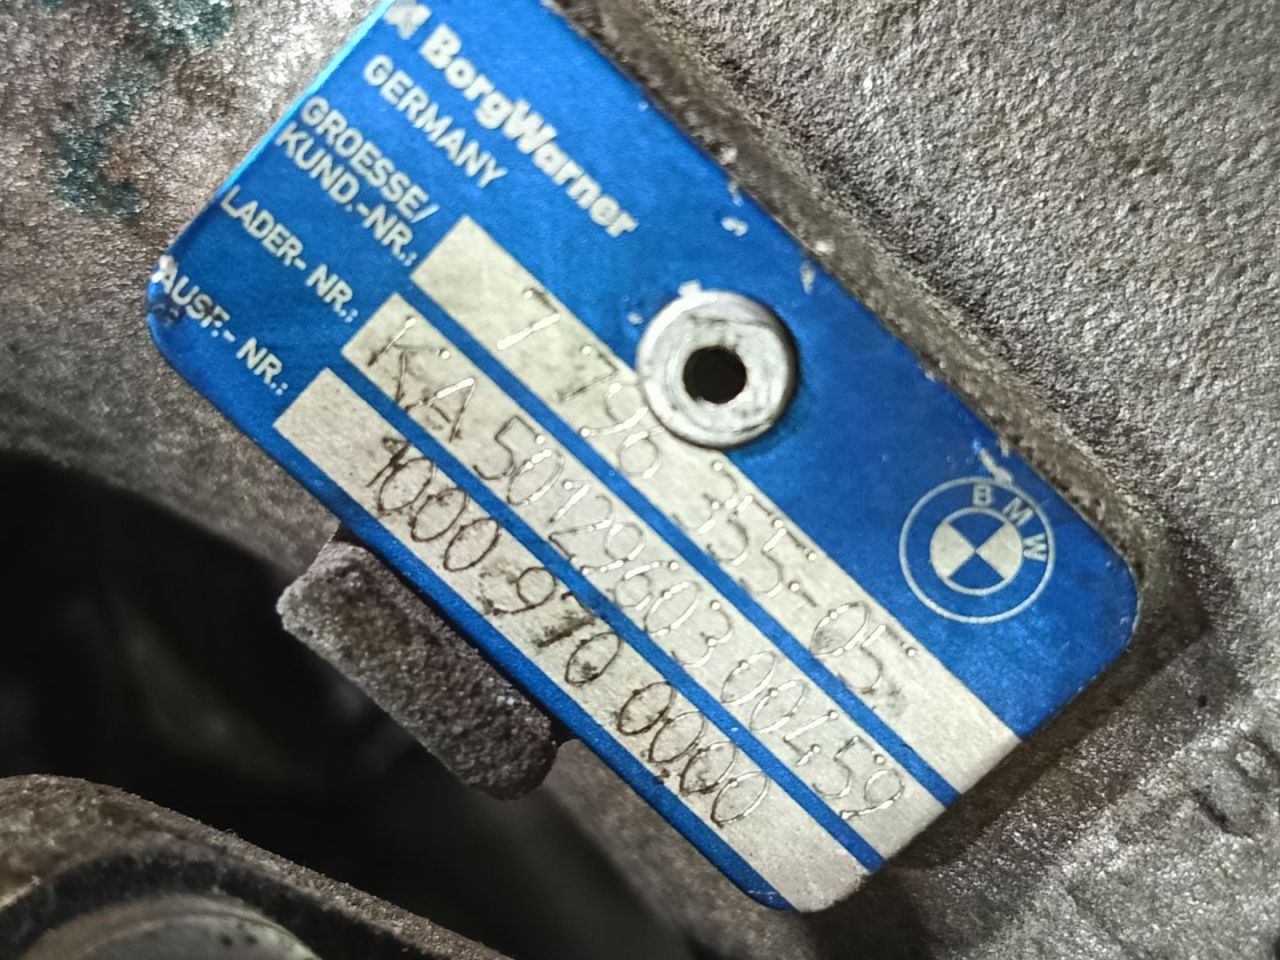 BorgWarner
GERMANY
GROESSE/
KUND.-NR.: 7 796 355-05
LADER- NR.: KA 50129603 00459
AUSF.- NR.: 1000-970 0000
BMW